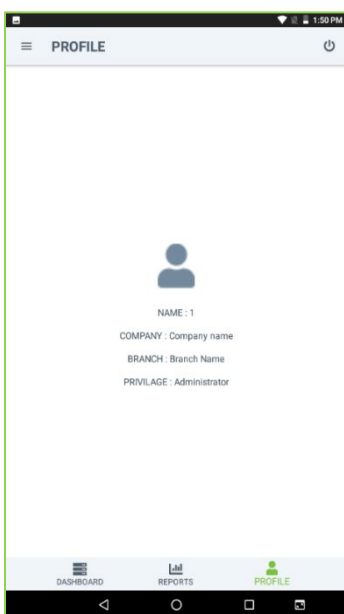 1:50 PM
PROFILE
NAME : 1
COMPANY : Company name
BRANCH : Branch Name
PRIVILAGE : Administrator
DASHBOARD
REPORTS
PROFILE